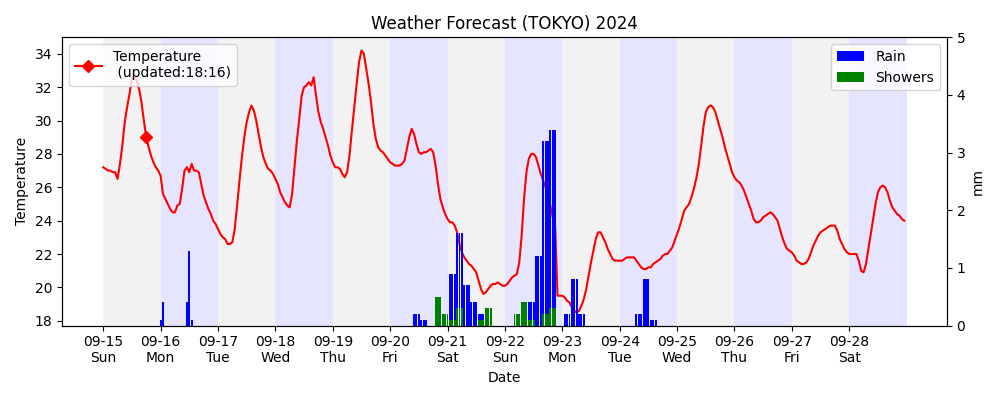 Weather Forecast (TOKYO) 2024
Temperature
(updated:18:16)
Rain
Showers
Temperature
34
32
30
28
26
24
22
20
18
5
4
3
2
1
0
mm
09-15 09-16 09-17 09-18 09-19 09-20 09-21 09-22 09-23 09-24 09-25 09-26 09-27 09-28
Sun Mon Tue Wed Thu Fri Sat Sun Mon Tue Wed Thu Fri Sat
Date